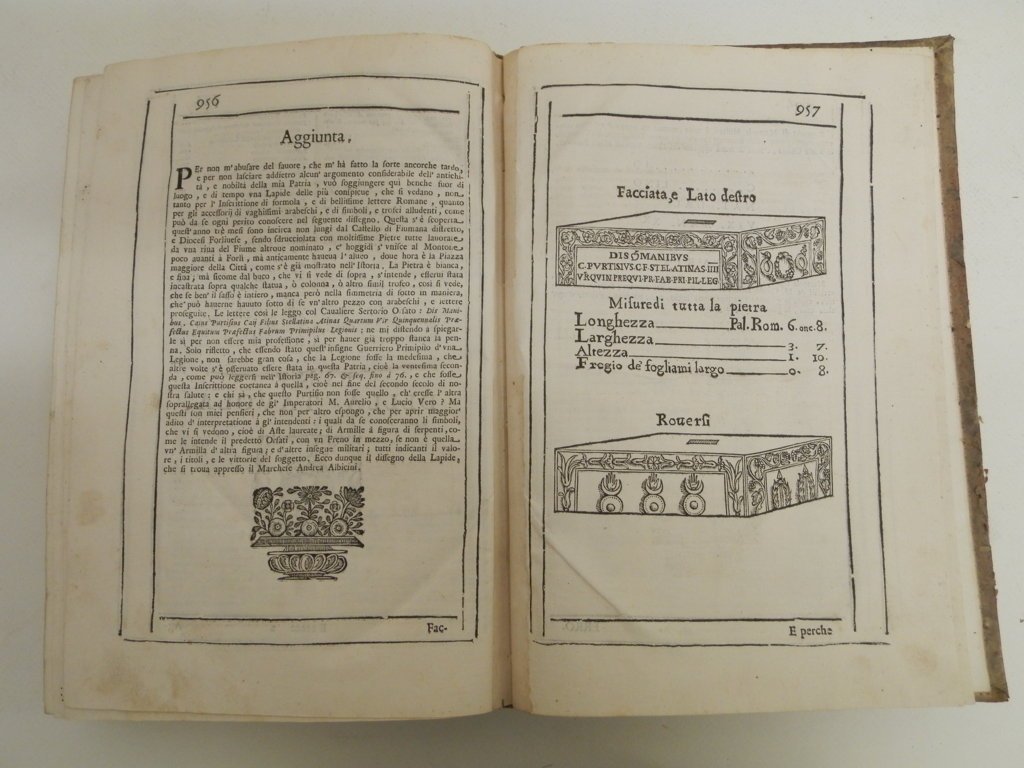 956
Aggiunta.
PEr non m'abusare del fauore, che m'hà fatto la sorte ancorche tardo,
e per non lasciare addietro alcun' argomento considerabile dell' antichi-
tà, e nobiltà della mia Patria, vuò soggiungere quì benche fuor di
luogo, e di tempo vna Lapide delle più conspicue, che si vedano, non
tanto per l'Inscrittione di formola, e di bellissime lettere Romane, quanto
per gli accessorij di vaghissimi arabeschi, e di simboli, e trofei alludenti, come
può da se ogni perito conoscere nel seguente dissegno. Questa s'è scoperta
quest' anno trè mesi sono incirca non lungi dal Castello di Fiumana distretto,
e Diocesi Forliuese, sendo sdrucciolata con moltissime Pietre tutte lauorate
da vna riua del Fiume altroue nominato, c'hoggidì s'vnisce al Montone
poco auanti à Forlì, mà anticamente haueua l'alueo, doue hora è la Piazza
maggiore della Città, come s'è già mostrato nell'Istoria. La Pietra è bianca,
e fina, mà sicome dal buco, che vi si vede di sopra, s'intende, esserui stata
incastrata sopra qualche statua, ò colonna, ò altro simil trofeo, così si vede,
che se ben' il sasso è intiero, manca però nella simmetria di sotto in maniera,
che può hauerne hauuto sotto di se vn'altro pezzo con arabeschi, e lettere
proseguite. Le lettere così le leggo col Caualiere Sertorio Orsato: Dis Mani-
bus, Caius Purtisius Caij Filius Stellatina Atinas Quartum Vir Quinquennalis Præ-
fectus Equitum Præfectus Fabrum Primipilus Legionis; ne mi distendo à spiegar-
le sì per non essere mia professione, sì per hauer già troppo stanca la pen-
na. Solo rifletto, che essendo stato quest'insigne Guerriero Primipilo d'vna
Legione, non sarebbe gran cosa, che la Legione fosse la medesima, che
altre volte s'è osseruato essere stata in questa Patria, cioè la ventesima secon-
da, come può leggersi nell'Istoria pag. 67. & seq. fino à 76., e che fosse
questa Inscrittione coetanea à quella, cioè nel fine del secondo secolo di no-
stra salute; e chi sà, che questo Purtisio non fosse quello, ch'eresse l'altra
soprallegata ad honore de gl' Imperatori M. Aurelio, e Lucio Vero? Ma
questi son miei pensieri, che non per altro espongo, che per aprir maggior'
adito d'interpretatione à gl' intendenti: i quali da se conosceranno li simboli,
che vi si vedono, cioè di Aste laureate; di Armille à figura di serpenti, co-
me le intende il predetto Orsati, con vn Freno in mezzo, se non è quella
vn'Armilla d'altra figura; e d'altre insegne militari; tutti indicanti il valo-
re, i titoli, e le vittorie del soggetto. Ecco dunque il dissegno della Lapide,
che si troua appresso il Marchese Andrea Albicini.
Fac-
957
Facciata, e Lato destro
DIS MANIBVS
C.PVRTISIVS.C.F.STELATINAS.IIII
VRQVIN.PREQVI.PR.FAB.PRI.PIL.LEG
Misure di tutta la pietra
Longhezza Pal. Rom. 6. onc. 8.
Larghezza 3. 7.
Altezza 1. 10.
Fregio de' fogliami largo 0. 8.
Rouersi
E perche